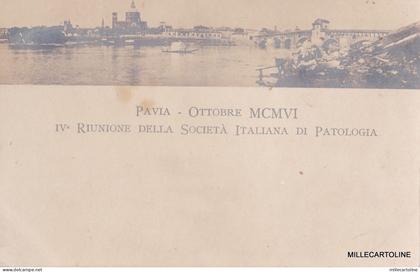 PAVIA - OTTOBRE MCMVI
IVª RIUNIONE DELLA SOCIETÀ ITALIANA DI PATOLOGIA
MILLECARTOLINE